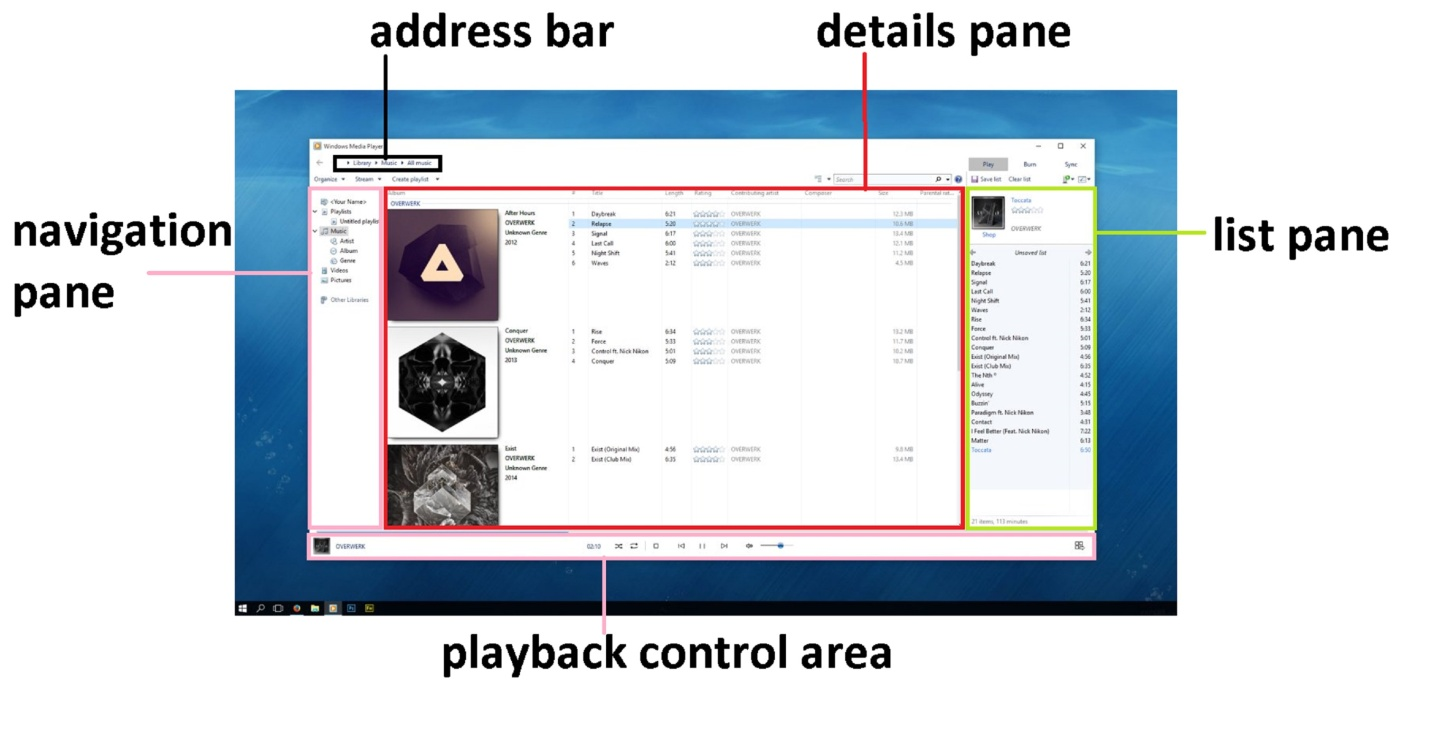 address bar
details pane
navigation pane
list pane
playback control area
Windows Media Player
Library Music All music
Organize Stream Create playlist
Search
Play Burn Sync
Save list Clear list
<Your Name>
Playlists
Untitled playlis
Music
Artist
Album
Genre
Videos
Pictures
Other Libraries
Album # Title Length Rating Contributing artist Composer Size Parental rat...
OVERWERK
After Hours 1 Daybreak 6:21 OVERWERK 12.3 MB
OVERWERK 2 Relapse 5:20 OVERWERK 10.6 MB
Unknown Genre 3 Signal 6:17 OVERWERK 13.4 MB
2012 4 Last Call 6:00 OVERWERK 12.1 MB
5 Night Shift 5:41 OVERWERK 11.2 MB
6 Waves 2:12 OVERWERK 4.5 MB
Conquer 1 Rise 6:34 OVERWERK 15.2 MB
OVERWERK 2 Force 5:33 OVERWERK 11.7 MB
Unknown Genre 3 Control ft. Nick Nikon 5:01 OVERWERK 10.2 MB
2013 4 Conquer 5:09 OVERWERK 10.7 MB
Exist 1 Exist (Original Mix) 4:56 OVERWERK 9.8 MB
OVERWERK 2 Exist (Club Mix) 6:35 OVERWERK 13.4 MB
Unknown Genre
2014
Toccata
OVERWERK
Shop
Unsaved list
Daybreak 6:21
Relapse 5:20
Signal 6:17
Last Call 6:00
Night Shift 5:41
Waves 2:12
Rise 6:34
Force 5:33
Control ft. Nick Nikon 5:01
Conquer 5:09
Exist (Original Mix) 4:56
Exist (Club Mix) 6:35
The Nth ° 4:52
Alive 4:15
Odyssey 4:45
Buzzin' 5:15
Paradigm ft. Nick Nikon 3:48
Contact 4:31
I Feel Better (Feat. Nick Nikon) 7:22
Matter 6:13
Toccata 6:50
21 items, 113 minutes
OVERWERK 02:10